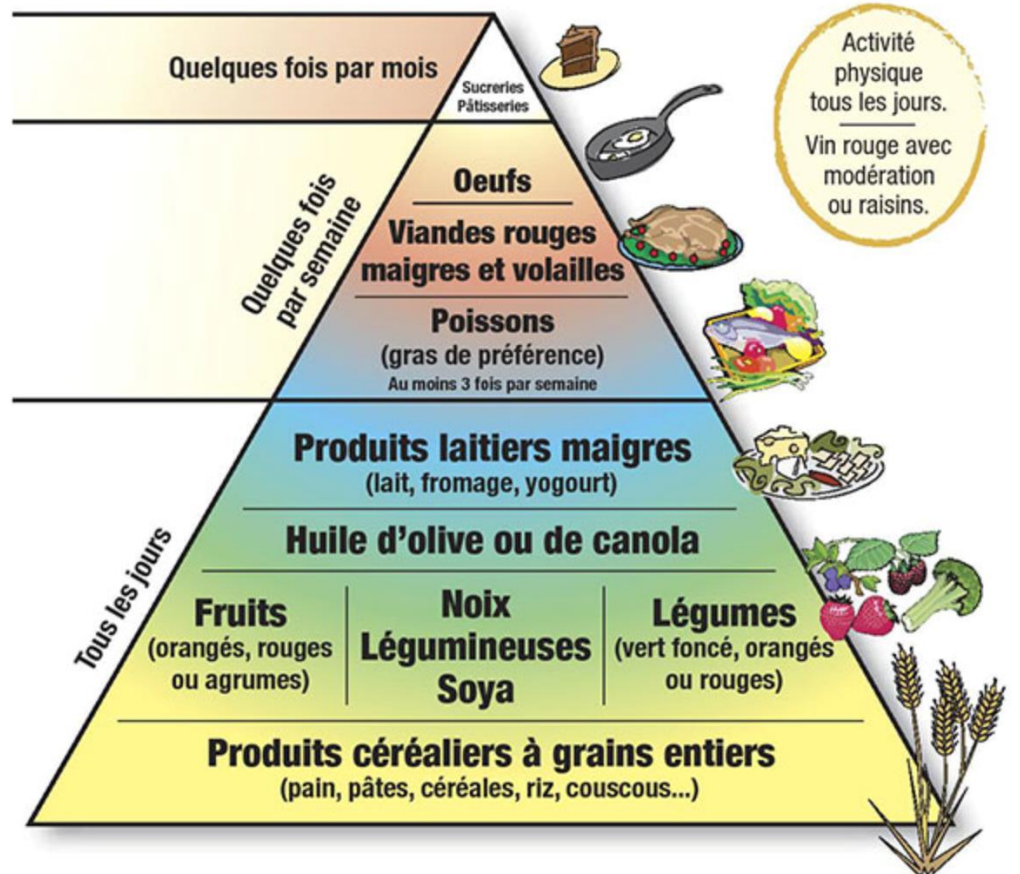 Quelques fois par mois
Sucreries
Pâtisseries
Activité
physique
tous les jours.
Vin rouge avec
modération
ou raisins.
Quelques fois
par semaine
Oeufs
Viandes rouges
maigres et volailles
Poissons
(gras de préférence)
Au moins 3 fois par semaine
Tous les jours
Produits laitiers maigres
(lait, fromage, yogourt)
Huile d'olive ou de canola
Fruits
(orangés, rouges
ou agrumes)
Noix
Légumineuses
Soya
Légumes
(vert foncé, orangés
ou rouges)
Produits céréaliers à grains entiers
(pain, pâtes, céréales, riz, couscous...)